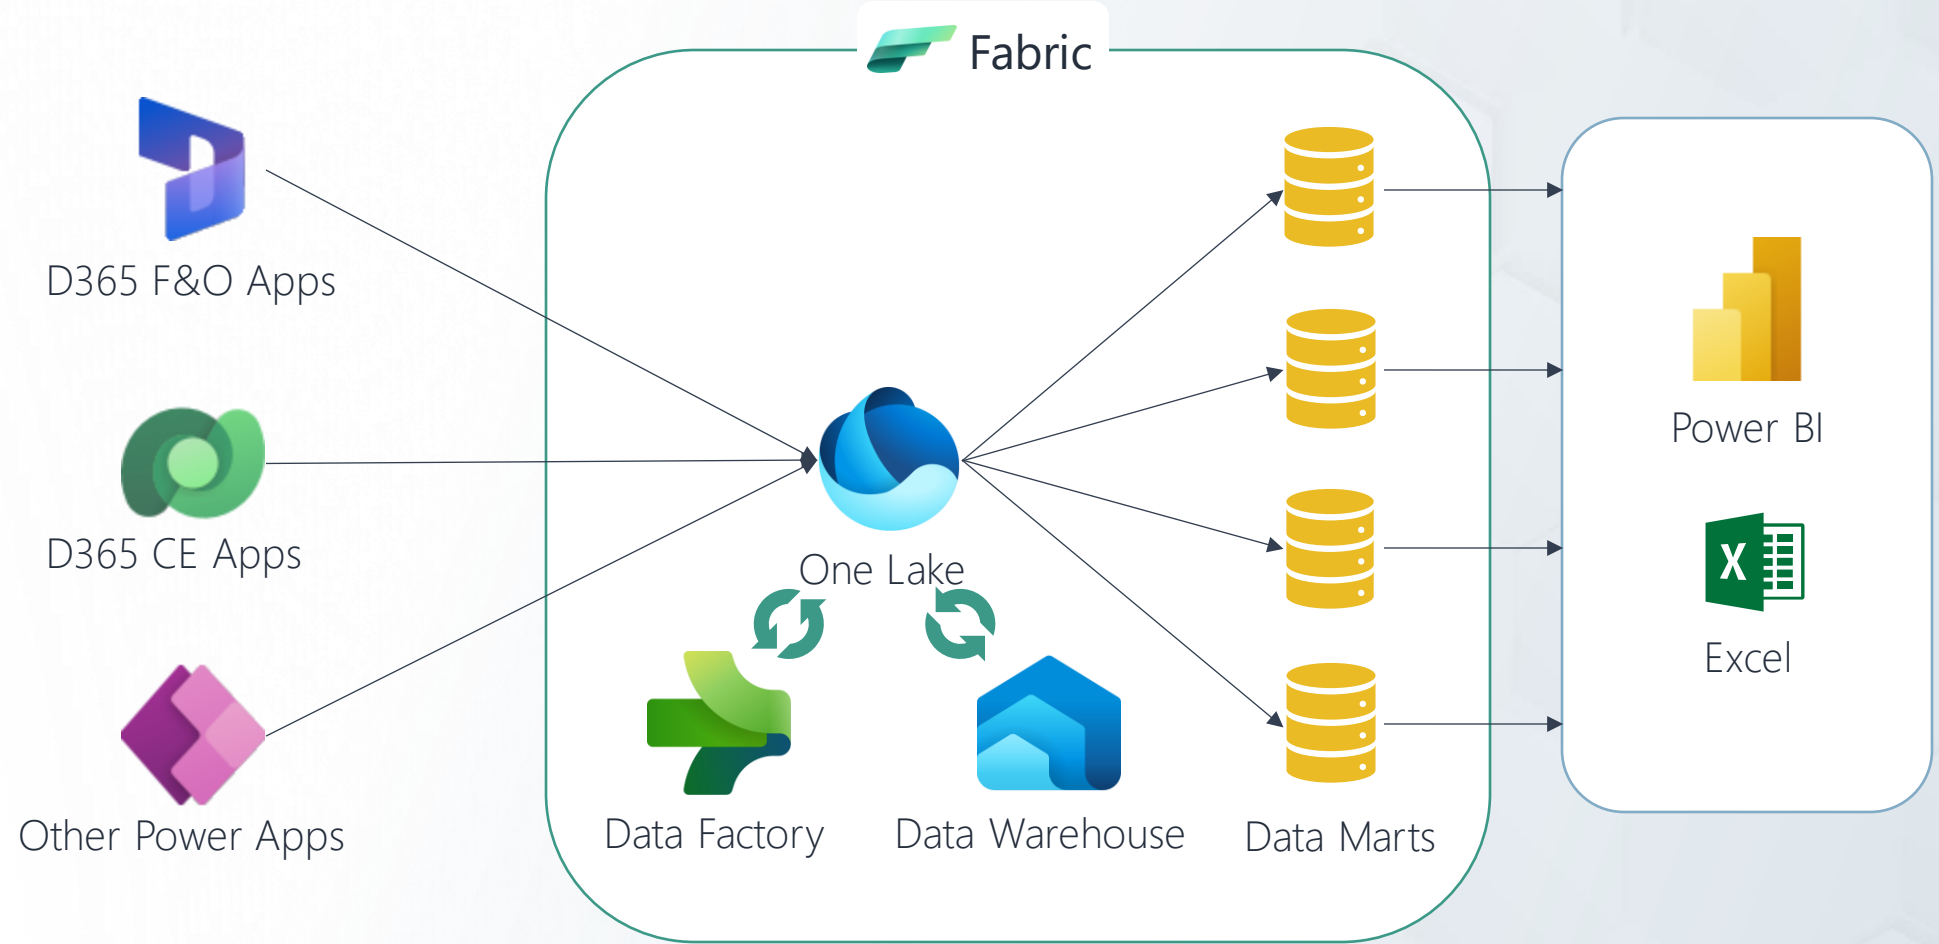 Fabric
D365 F&O Apps
D365 CE Apps
Other Power Apps
One Lake
Data Factory
Data Warehouse
Data Marts
Power BI
X
Excel